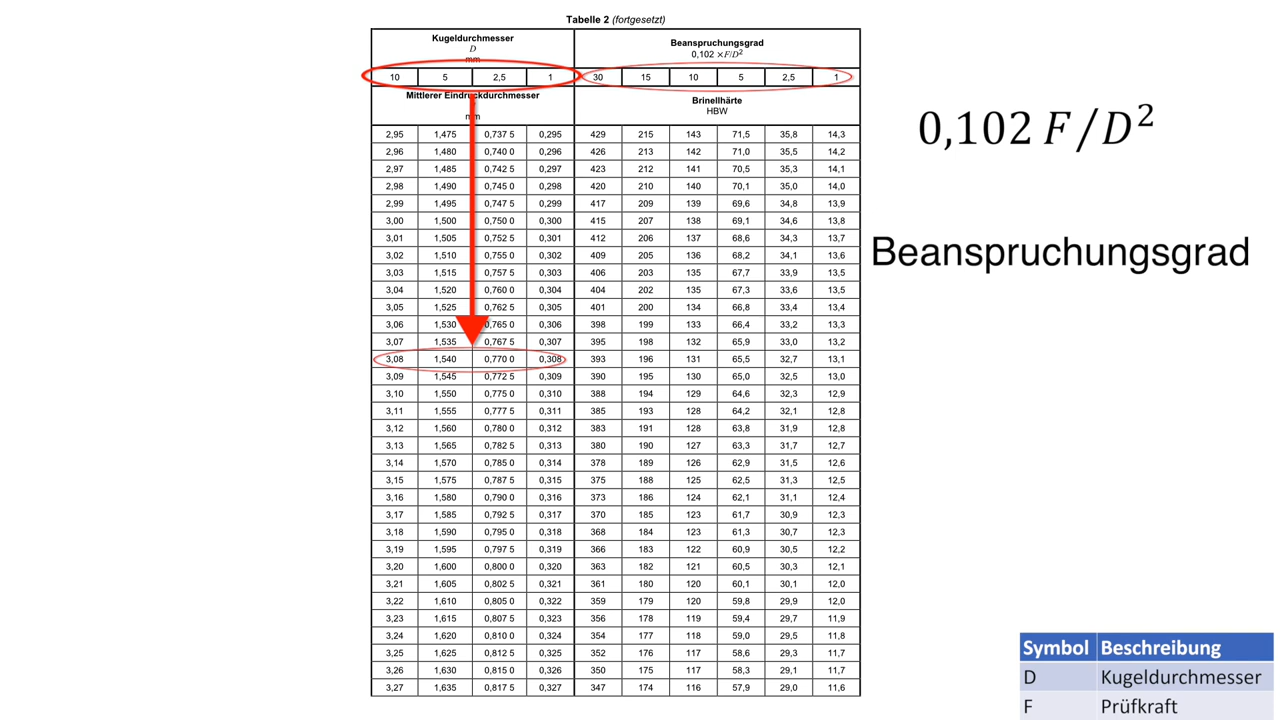 Tabelle 2 (fortgesetzt)
Kugeldurchmesser
D
mm
Beanspruchungsgrad
0,102 ×F/D²
10 5 2,5 1 30 15 10 5 2,5 1
Mittlerer Eindruckdurchmesser
mm
Brinellhärte
HBW
2,95 1,475 0,737 5 0,295 429 215 143 71,5 35,8 14,3
2,96 1,480 0,740 0 0,296 426 213 142 71,0 35,5 14,2
2,97 1,485 0,742 5 0,297 423 212 141 70,5 35,3 14,1
2,98 1,490 0,745 0 0,298 420 210 140 70,1 35,0 14,0
2,99 1,495 0,747 5 0,299 417 209 139 69,6 34,8 13,9
3,00 1,500 0,750 0 0,300 415 207 138 69,1 34,6 13,8
3,01 1,505 0,752 5 0,301 412 206 137 68,6 34,3 13,7
3,02 1,510 0,755 0 0,302 409 205 136 68,2 34,1 13,6
3,03 1,515 0,757 5 0,303 406 203 135 67,7 33,9 13,5
3,04 1,520 0,760 0 0,304 404 202 135 67,3 33,6 13,5
3,05 1,525 0,762 5 0,305 401 200 134 66,8 33,4 13,4
3,06 1,530 0,765 0 0,306 398 199 133 66,4 33,2 13,3
3,07 1,535 0,767 5 0,307 395 198 132 65,9 33,0 13,2
3,08 1,540 0,770 0 0,308 393 196 131 65,5 32,7 13,1
3,09 1,545 0,772 5 0,309 390 195 130 65,0 32,5 13,0
3,10 1,550 0,775 0 0,310 388 194 129 64,6 32,3 12,9
3,11 1,555 0,777 5 0,311 385 193 128 64,2 32,1 12,8
3,12 1,560 0,780 0 0,312 383 191 128 63,8 31,9 12,8
3,13 1,565 0,782 5 0,313 380 190 127 63,3 31,7 12,7
3,14 1,570 0,785 0 0,314 378 189 126 62,9 31,5 12,6
3,15 1,575 0,787 5 0,315 375 188 125 62,5 31,3 12,5
3,16 1,580 0,790 0 0,316 373 186 124 62,1 31,1 12,4
3,17 1,585 0,792 5 0,317 370 185 123 61,7 30,9 12,3
3,18 1,590 0,795 0 0,318 368 184 123 61,3 30,7 12,3
3,19 1,595 0,797 5 0,319 366 183 122 60,9 30,5 12,2
3,20 1,600 0,800 0 0,320 363 182 121 60,5 30,3 12,1
3,21 1,605 0,802 5 0,321 361 180 120 60,1 30,1 12,0
3,22 1,610 0,805 0 0,322 359 179 120 59,8 29,9 12,0
3,23 1,615 0,807 5 0,323 356 178 119 59,4 29,7 11,9
3,24 1,620 0,810 0 0,324 354 177 118 59,0 29,5 11,8
3,25 1,625 0,812 5 0,325 352 176 117 58,6 29,3 11,7
3,26 1,630 0,815 0 0,326 350 175 117 58,3 29,1 11,7
3,27 1,635 0,817 5 0,327 347 174 116 57,9 29,0 11,6
0,102 F/D²
Beanspruchungsgrad
Symbol Beschreibung
D Kugeldurchmesser
F Prüfkraft